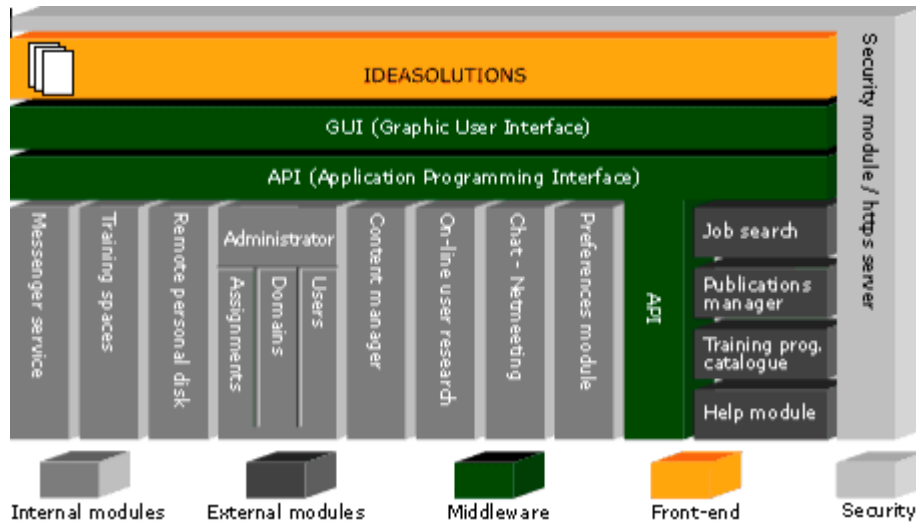 IDEASOLUTIONS
GUI (Graphic User Interface)
API (Application Programming Interface)
Messenger service
Training spaces
Remote personal disk
Administrator
Assignments
Domains
Users
Content manager
On-line user research
Chat - Netmeeting
Preferences module
API
Job search
Publications
manager
Training prog.
catalogue
Help module
Security module / https server
Internal modules
External modules
Middleware
Front-end
Security